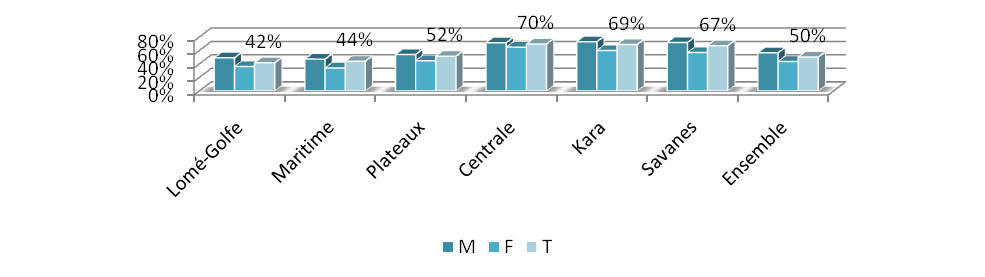 42% 44% 52% 70% 69% 67% 50%
80%
60%
40%
20%
0%
Lomé-Golfe Maritime Plateaux Centrale Kara Savanes Ensemble
M F T